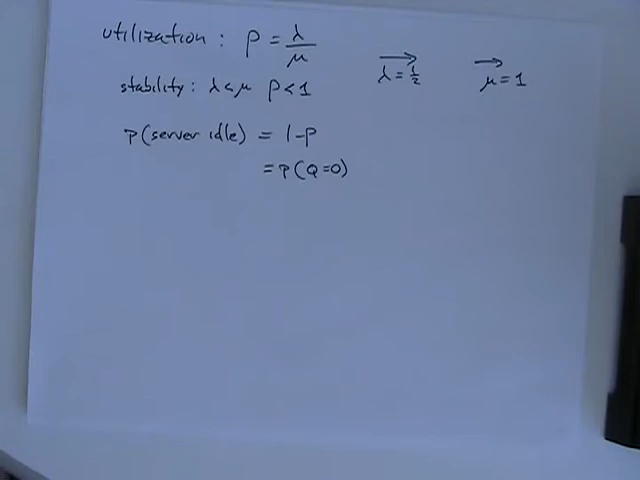 utilization : ρ = λ/μ
λ = 1/2
μ = 1
stability : λ < μ ρ < 1
P(server idle) = 1-ρ
= P(Q=0)